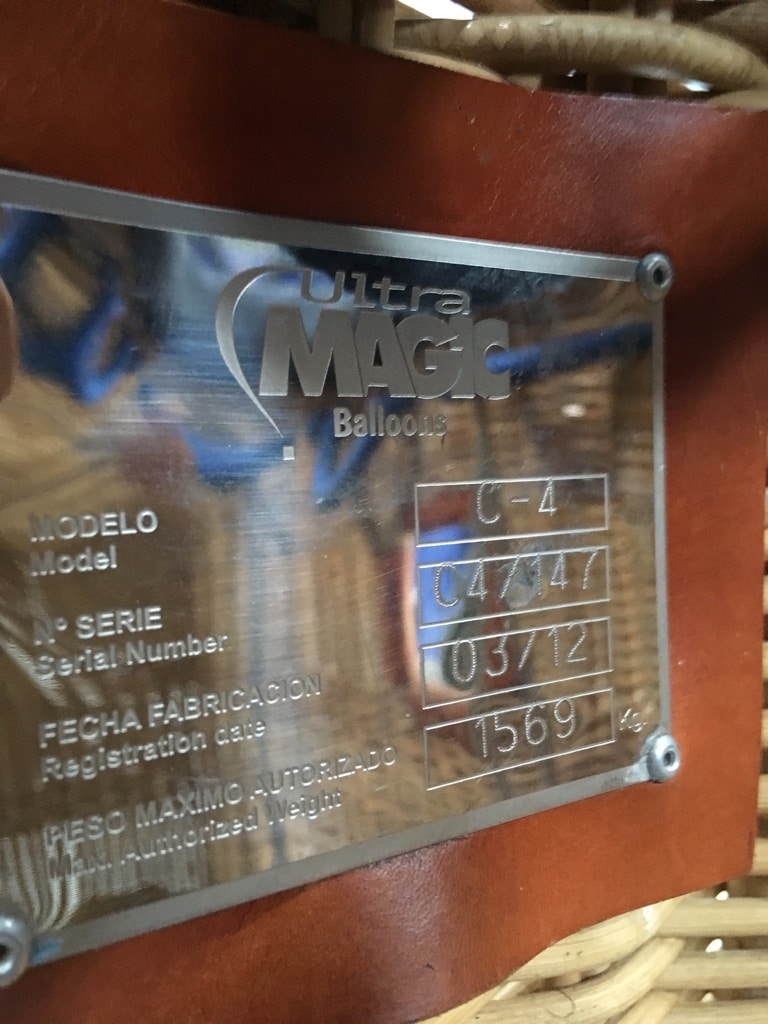 Ultra
MAGIC
Balloons
MODELO
Model
C-4
Nº SERIE
Serial Number
C4/147
FECHA FABRICACION
Registration date
03/12
PESO MAXIMO AUTORIZADO
Max. Authorized Weight
1569 Kg.